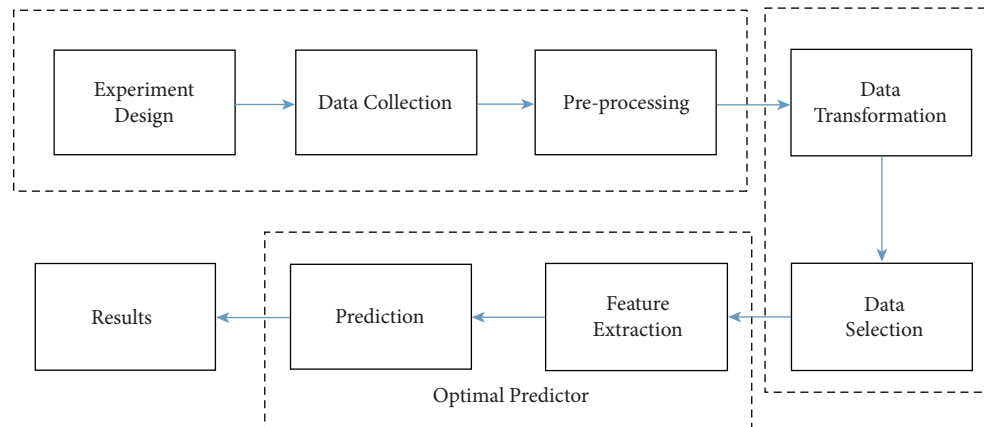 Experiment
Design
Data Collection
Pre-processing
Data
Transformation
Data
Selection
Feature
Extraction
Prediction
Results
Optimal Predictor